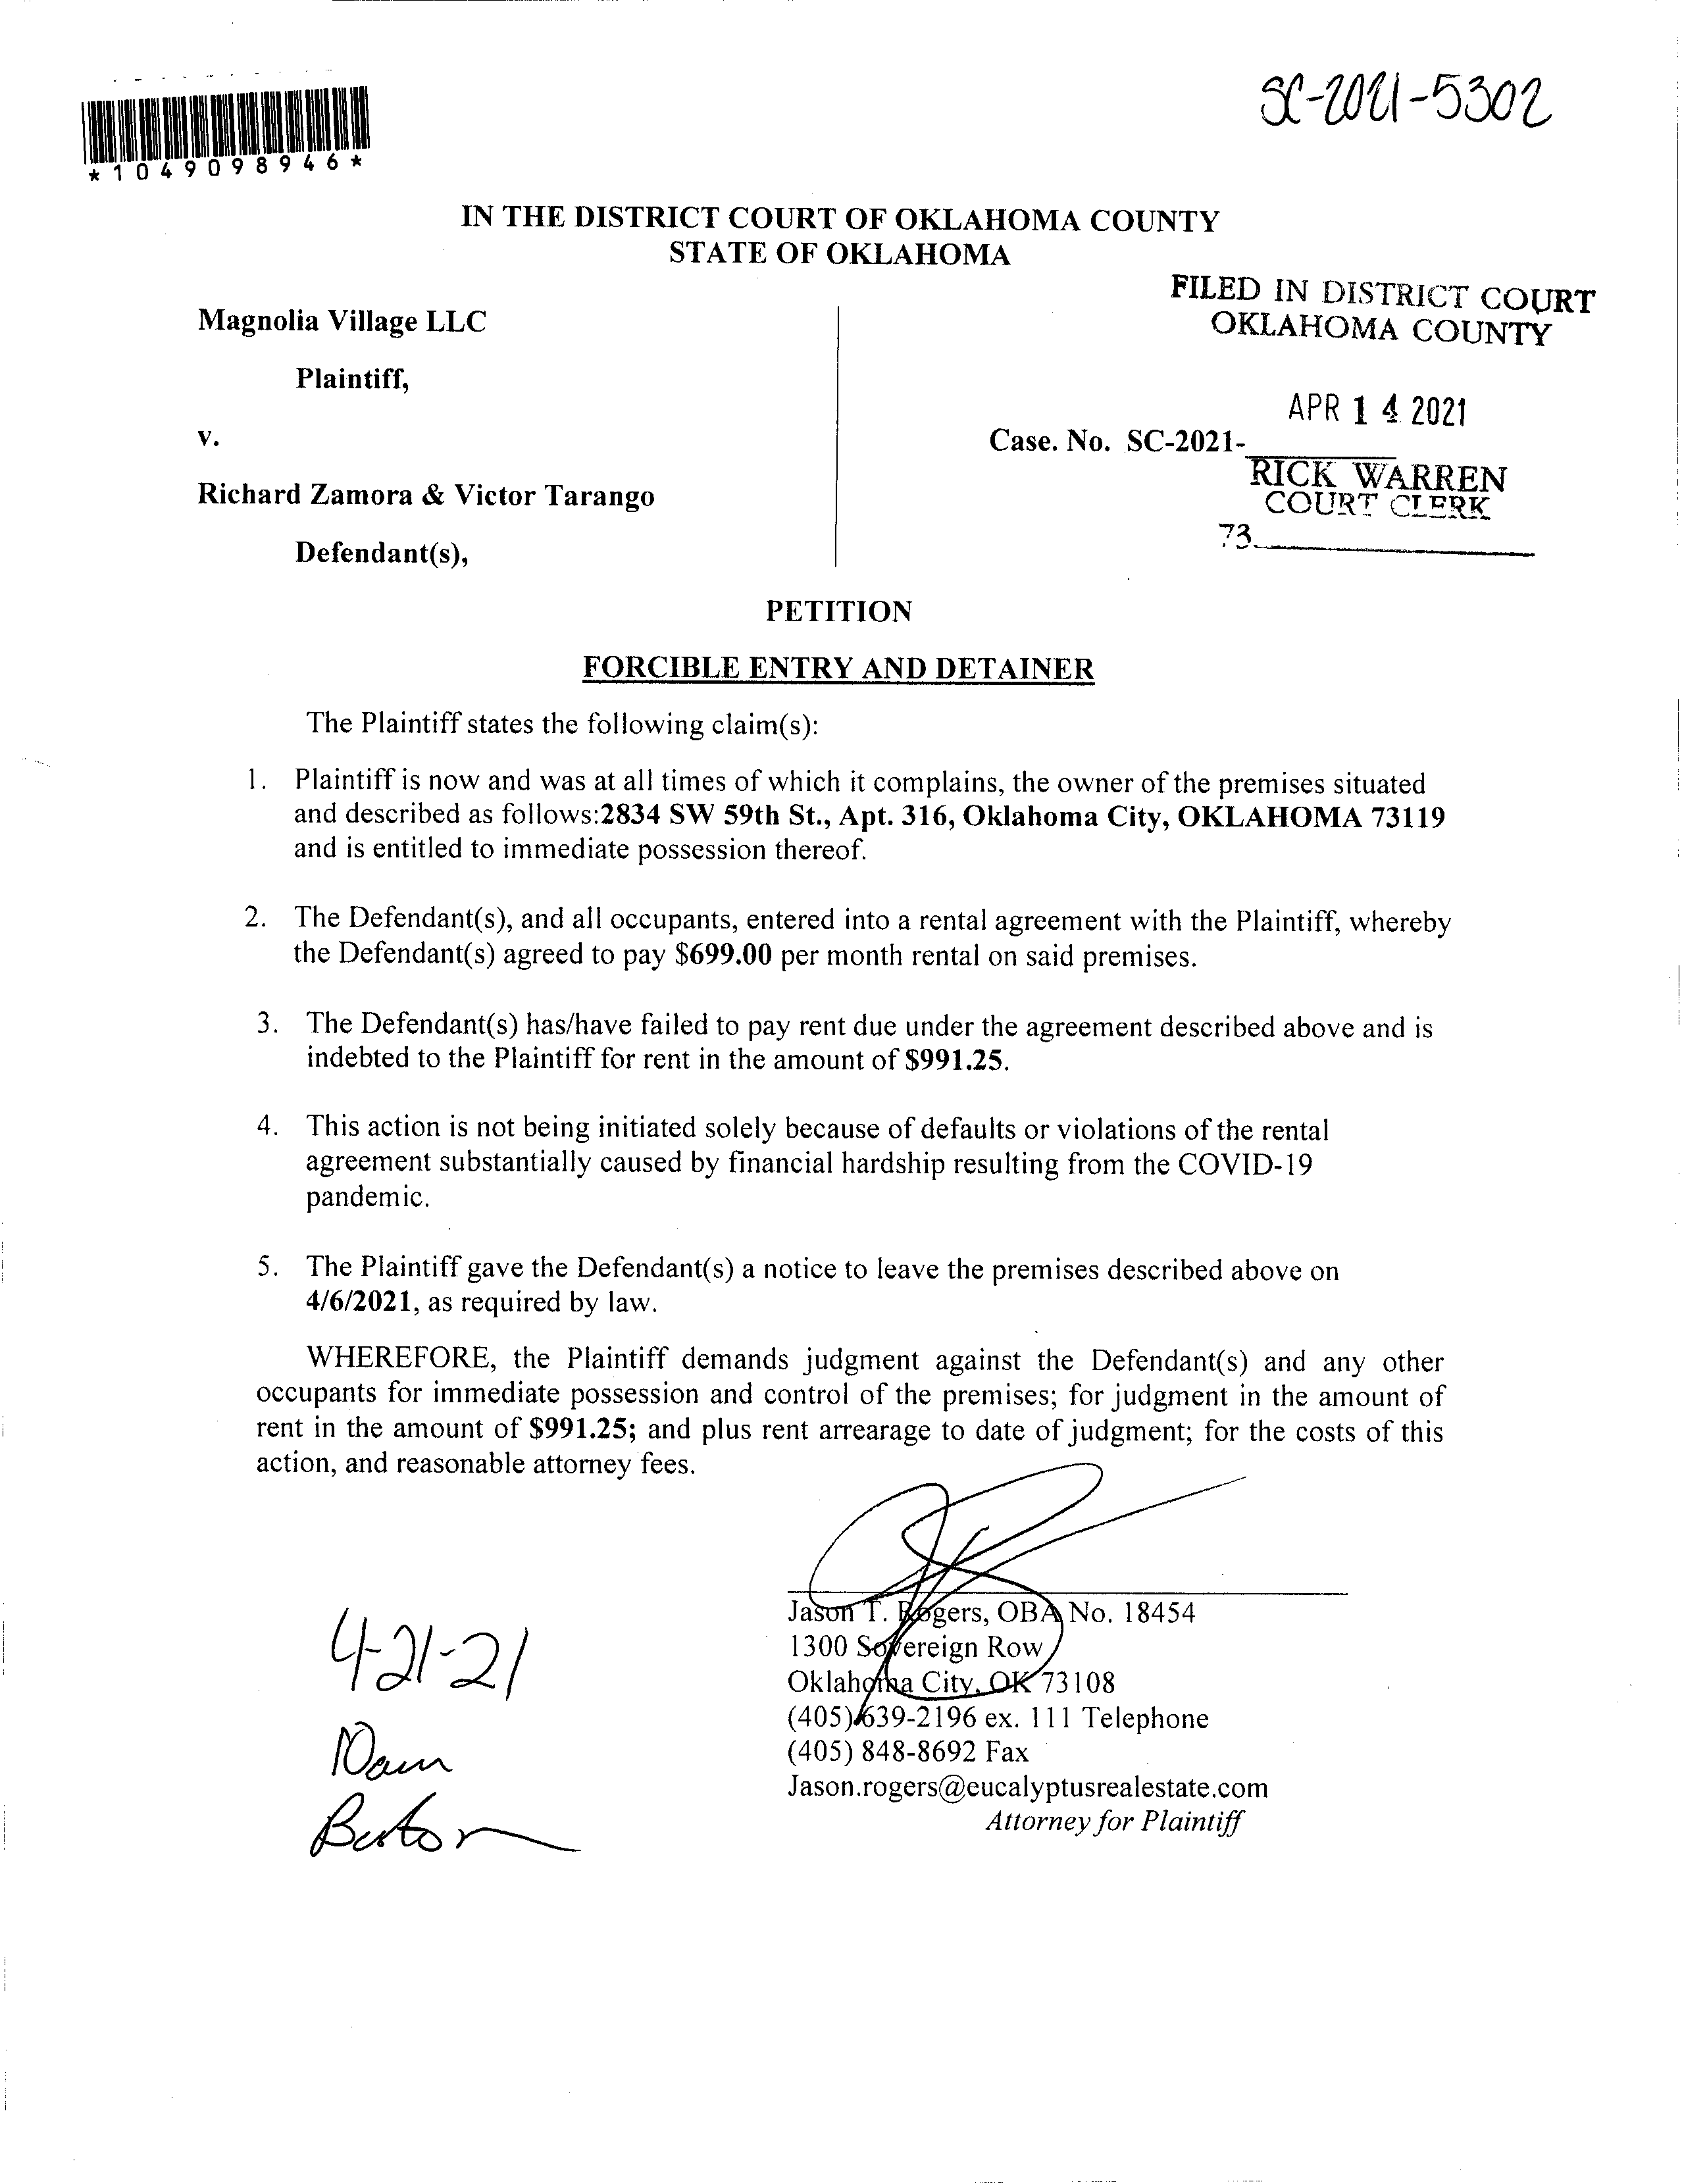 SC-2021-5302
*1049098946*
IN THE DISTRICT COURT OF OKLAHOMA COUNTY
STATE OF OKLAHOMA
FILED IN DISTRICT COURT
OKLAHOMA COUNTY
Magnolia Village LLC
Plaintiff,
APR 14 2021
v.
Case. No. SC-2021-
RICK WARREN
COURT CLERK
Richard Zamora & Victor Tarango
73
Defendant(s),
PETITION
FORCIBLE ENTRY AND DETAINER
The Plaintiff states the following claim(s):
1. Plaintiff is now and was at all times of which it complains, the owner of the premises situated
and described as follows:2834 SW 59th St., Apt. 316, Oklahoma City, OKLAHOMA 73119
and is entitled to immediate possession thereof.
2. The Defendant(s), and all occupants, entered into a rental agreement with the Plaintiff, whereby
the Defendant(s) agreed to pay $699.00 per month rental on said premises.
3. The Defendant(s) has/have failed to pay rent due under the agreement described above and is
indebted to the Plaintiff for rent in the amount of $991.25.
4. This action is not being initiated solely because of defaults or violations of the rental
agreement substantially caused by financial hardship resulting from the COVID-19
pandemic.
5. The Plaintiff gave the Defendant(s) a notice to leave the premises described above on
4/6/2021, as required by law.
WHEREFORE, the Plaintiff demands judgment against the Defendant(s) and any other
occupants for immediate possession and control of the premises; for judgment in the amount of
rent in the amount of $991.25; and plus rent arrearage to date of judgment; for the costs of this
action, and reasonable attorney fees.
Jason T. Rogers, OBA No. 18454
1300 Sovereign Row
Oklahoma City, OK 73108
(405) 639-2196 ex. 111 Telephone
(405) 848-8692 Fax
Jason.rogers@eucalyptusrealestate.com
Attorney for Plaintiff
4-21-21